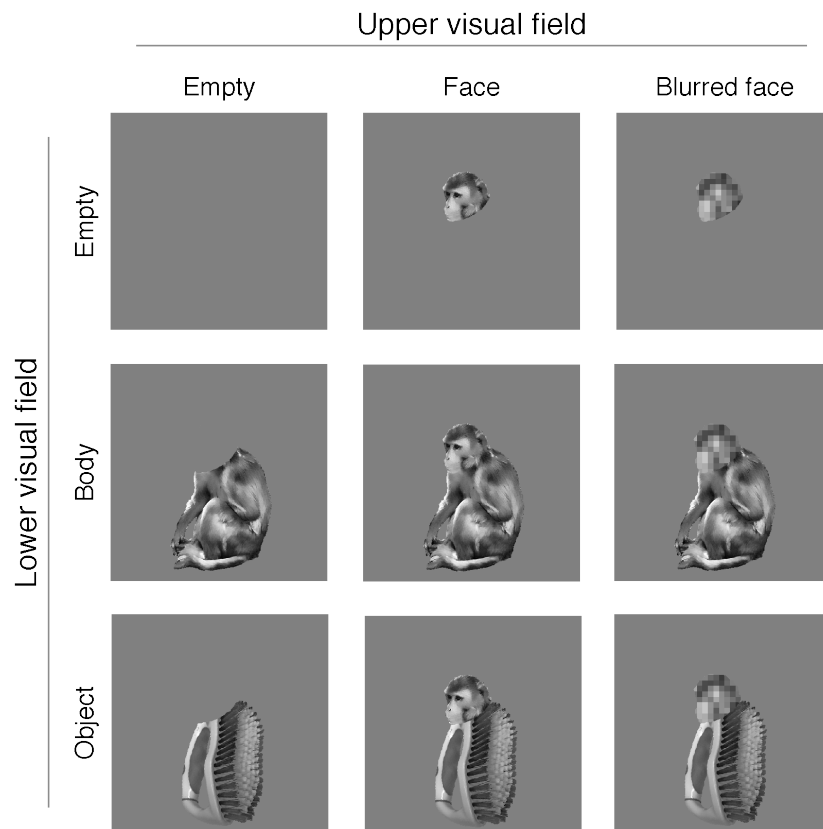 Upper visual field
Empty
Face
Blurred face
Lower visual field
Empty
Body
Object